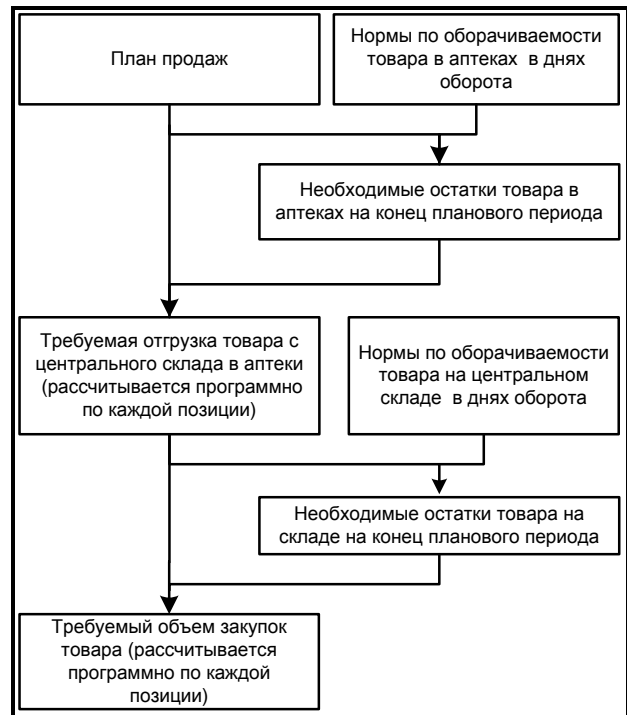 План продаж
Нормы по оборачиваемости
товара в аптеках в днях
оборота
Необходимые остатки товара в
аптеках на конец планового периода
Требуемая отгрузка товара с
центрального склада в аптеки
(рассчитывается программно
по каждой позиции)
Нормы по оборачиваемости
товара на центральном
складе в днях оборота
Необходимые остатки товара на
складе на конец планового периода
Требуемый объем закупок
товара (рассчитывается
программно по каждой
позиции)